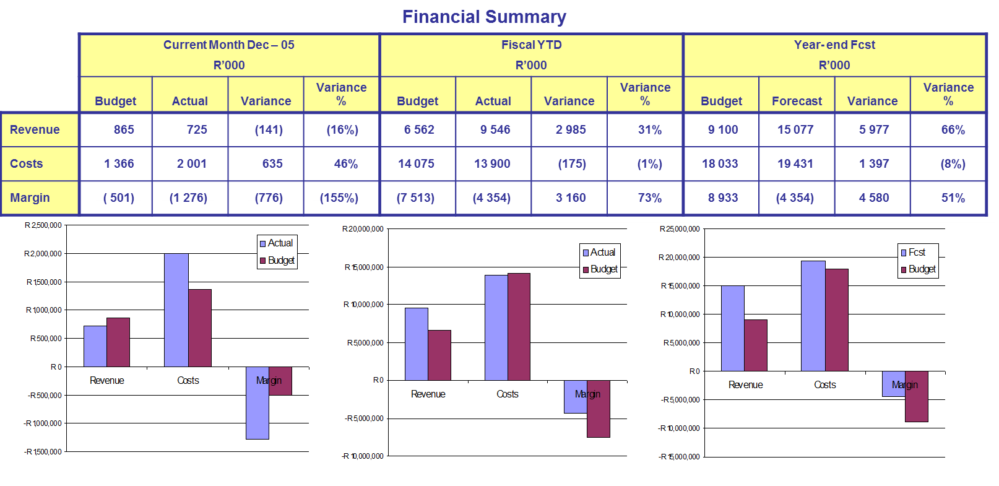 Financial Summary
Current Month Dec – 05 Fiscal YTD Year-end Fcst
R’000 R’000 R’000
Budget Actual Variance Variance % Budget Actual Variance Variance % Budget Forecast Variance Variance %
Revenue 865 725 (141) (16%) 6 562 9 546 2 985 31% 9 100 15 077 5 977 66%
Costs 1 366 2 001 635 46% 14 075 13 900 (175) (1%) 18 033 19 431 1 397 (8%)
Margin ( 501) (1 276) (776) (155%) (7 513) (4 354) 3 160 73% 8 933 (4 354) 4 580 51%
R 2,500,000
R 2,000,000
R 1,500,000
R 1,000,000
R 500,000
R 0
-R 500,000
-R 1,000,000
-R 1,500,000
Actual
Budget
Revenue Costs Margin
R 20,000,000
R 15,000,000
R 10,000,000
R 5,000,000
R 0
-R 5,000,000
-R 10,000,000
Actual
Budget
Revenue Costs Margin
R 25,000,000
R 20,000,000
R 15,000,000
R 10,000,000
R 5,000,000
R 0
-R 5,000,000
-R 10,000,000
-R 15,000,000
Fcst
Budget
Revenue Costs Margin